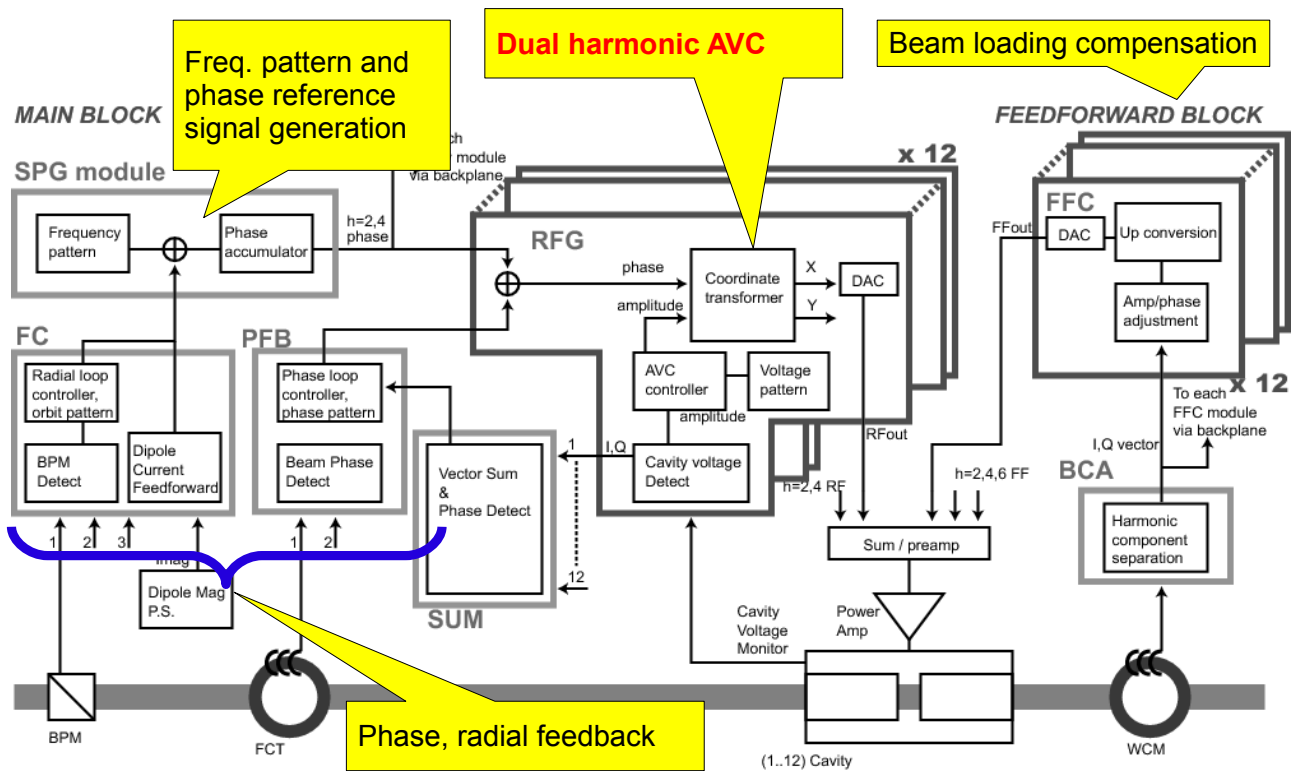 Freq. pattern and
phase reference
signal generation
Dual harmonic AVC
Beam loading compensation
MAIN BLOCK
FEEDFORWARD BLOCK
SPG module
Frequency
pattern
Phase
accumulator
h=2,4
phase
module
via backplane
x 12
RFG
phase
amplitude
Coordinate
transformer
X
Y
DAC
AVC
controller
Voltage
pattern
amplitude
I,Q
Cavity voltage
Detect
RFout
FFC
FFout
DAC
Up conversion
Amp/phase
adjustment
x 12
To each
FFC module
via backplane
I,Q vector
BCA
Harmonic
component
separation
FC
Radial loop
controller,
orbit pattern
BPM
Detect
Dipole
Current
Feedforward
1
2
3
Imag
Dipole Mag
P.S.
PFB
Phase loop
controller,
phase pattern
Beam Phase
Detect
1
2
Vector Sum
&
Phase Detect
1
12
SUM
h=2,4 RF
h=2,4,6 FF
Sum / preamp
Cavity
Voltage
Monitor
Power
Amp
BPM
FCT
Phase, radial feedback
(1..12) Cavity
WCM